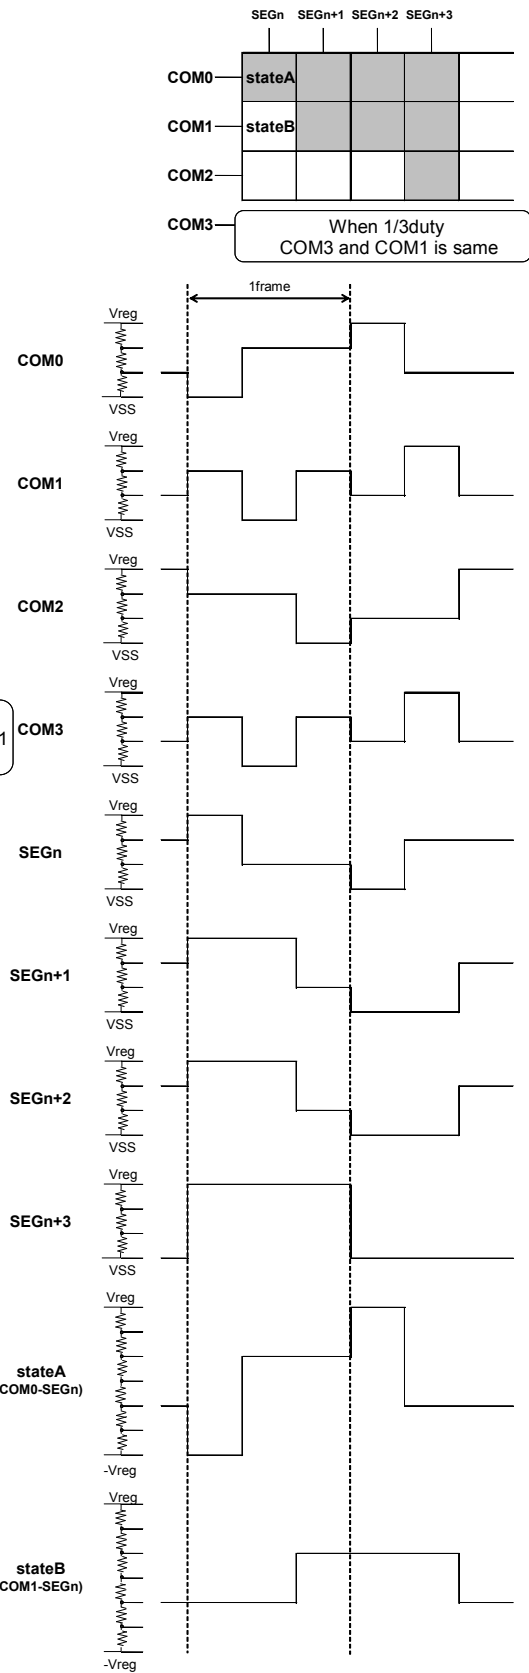 SEGn SEGn+1 SEGn+2 SEGn+3
COM0 stateA
COM1 stateB
COM2
COM3
When 1/3duty
COM3 and COM1 is same
1frame
Vreg
COM0
VSS
Vreg
COM1
VSS
Vreg
COM2
VSS
Vreg
1 COM3
VSS
Vreg
SEGn
VSS
Vreg
SEGn+1
VSS
Vreg
SEGn+2
VSS
Vreg
SEGn+3
VSS
Vreg
stateA
COM0-SEGn)
-Vreg
Vreg
stateB
COM1-SEGn)
-Vreg